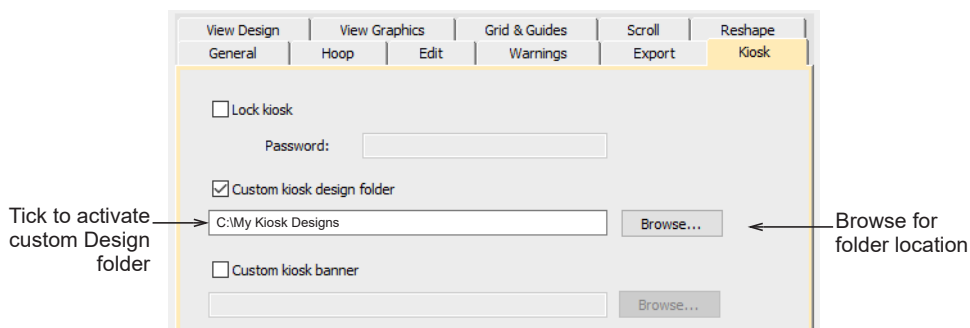 View Design View Graphics Grid & Guides Scroll Reshape
General Hoop Edit Warnings Export Kiosk
Lock kiosk
Password:
Custom kiosk design folder
Tick to activate
custom Design
folder
C:\My Kiosk Designs
Browse...
Browse for
folder location
Custom kiosk banner
Browse...